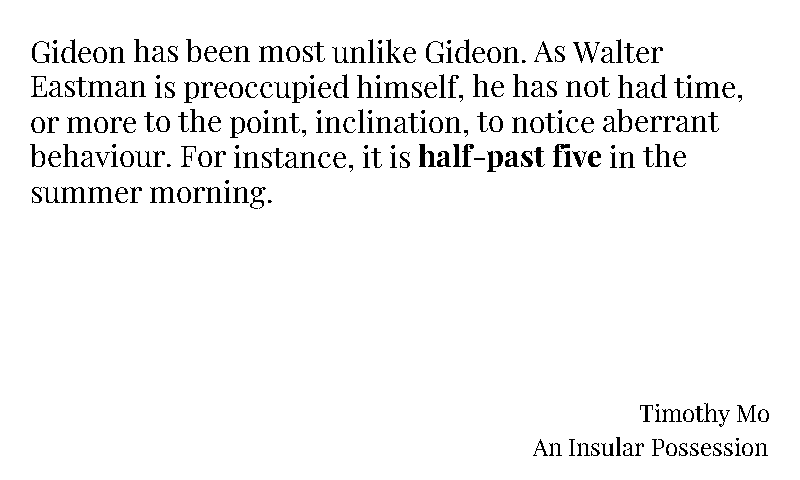 Gideon has been most unlike Gideon. As Walter
Eastman is preoccupied himself, he has not had time,
or more to the point, inclination, to notice aberrant
behaviour. For instance, it is half-past five in the
summer morning.
Timothy Mo
An Insular Possession